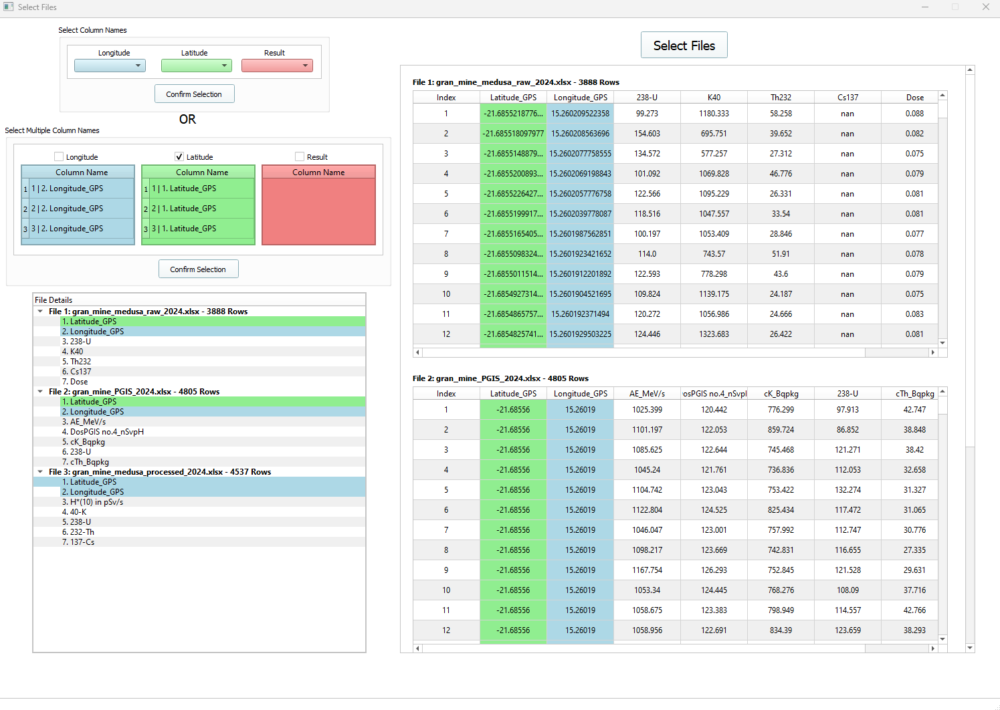 Select Files
Select Column Names
Longitude Latitude Result
Confirm Selection
OR
Select Multiple Column Names
Longitude Latitude Result
Column Name Column Name Column Name
1 1 | 2. Longitude_GPS 1 1 | 1. Latitude_GPS
2 2 | 2. Longitude_GPS 2 2 | 1. Latitude_GPS
3 3 | 2. Longitude_GPS 3 3 | 1. Latitude_GPS
Confirm Selection
File Details
File 1: gran_mine_medusa_raw_2024.xlsx - 3888 Rows
1. Latitude_GPS
2. Longitude_GPS
3. 238-U
4. K40
5. Th232
6. Cs137
7. Dose
File 2: gran_mine_PGIS_2024.xlsx - 4805 Rows
1. Latitude_GPS
2. Longitude_GPS
3. AE_MeV/s
4. DosPGIS no.4_nSvpH
5. cK_Bqpkg
6. 238-U
7. cTh_Bqpkg
File 3: gran_mine_medusa_processed_2024.xlsx - 4537 Rows
1. Latitude_GPS
2. Longitude_GPS
3. H*(10) in pSv/s
4. 40-K
5. 238-U
6. 232-Th
7. 137-Cs
Select Files
File 1: gran_mine_medusa_raw_2024.xlsx - 3888 Rows
Index Latitude_GPS Longitude_GPS 238-U K40 Th232 Cs137 Dose
1 -21.6855218776... 15.260209522358 99.273 1180.333 58.258 nan 0.088
2 -21.685518097977 15.260208563696 154.603 695.751 39.652 nan 0.082
3 -21.6855148879... 15.2602077758555 134.572 577.257 27.312 nan 0.075
4 -21.6855200893... 15.2602069198843 101.092 1069.828 46.776 nan 0.079
5 -21.6855226427... 15.2602057776758 122.566 1095.229 26.331 nan 0.081
6 -21.6855199917... 15.2602039778087 118.516 1047.557 33.54 nan 0.081
7 -21.6855165405... 15.2601987562851 100.197 1053.409 28.846 nan 0.077
8 -21.6855098324... 15.2601923421652 114.0 743.57 51.91 nan 0.078
9 -21.6855011514... 15.2601912201892 122.593 778.298 43.6 nan 0.079
10 -21.6854927314... 15.2601904521695 109.824 1139.175 24.187 nan 0.075
11 -21.6854865757... 15.260192371494 120.272 1056.986 24.666 nan 0.083
12 -21.6854825741... 15.2601929503225 124.446 1323.683 26.422 nan 0.081
File 2: gran_mine_PGIS_2024.xlsx - 4805 Rows
Index Latitude_GPS Longitude_GPS AE_MeV/s osPGIS no.4_nSvpl cK_Bqpkg 238-U cTh_Bqpkg
1 -21.68556 15.26019 1025.399 120.442 776.299 97.913 42.747
2 -21.68556 15.26019 1101.197 122.053 859.724 86.852 38.848
3 -21.68556 15.26019 1085.625 122.644 745.468 121.271 38.42
4 -21.68556 15.26019 1045.24 121.761 736.836 112.053 32.658
5 -21.68556 15.26019 1104.742 123.043 753.422 132.274 31.327
6 -21.68556 15.26019 1122.804 124.525 825.434 117.472 31.065
7 -21.68556 15.26019 1046.047 123.001 757.992 112.747 30.776
8 -21.68556 15.26019 1098.217 123.669 742.831 116.655 27.335
9 -21.68556 15.26019 1167.754 126.293 752.845 121.528 29.631
10 -21.68556 15.26019 1053.34 124.445 768.276 108.09 37.716
11 -21.68556 15.26019 1058.675 123.383 798.949 114.557 42.766
12 -21.68556 15.26019 1058.956 122.691 834.39 123.659 38.293